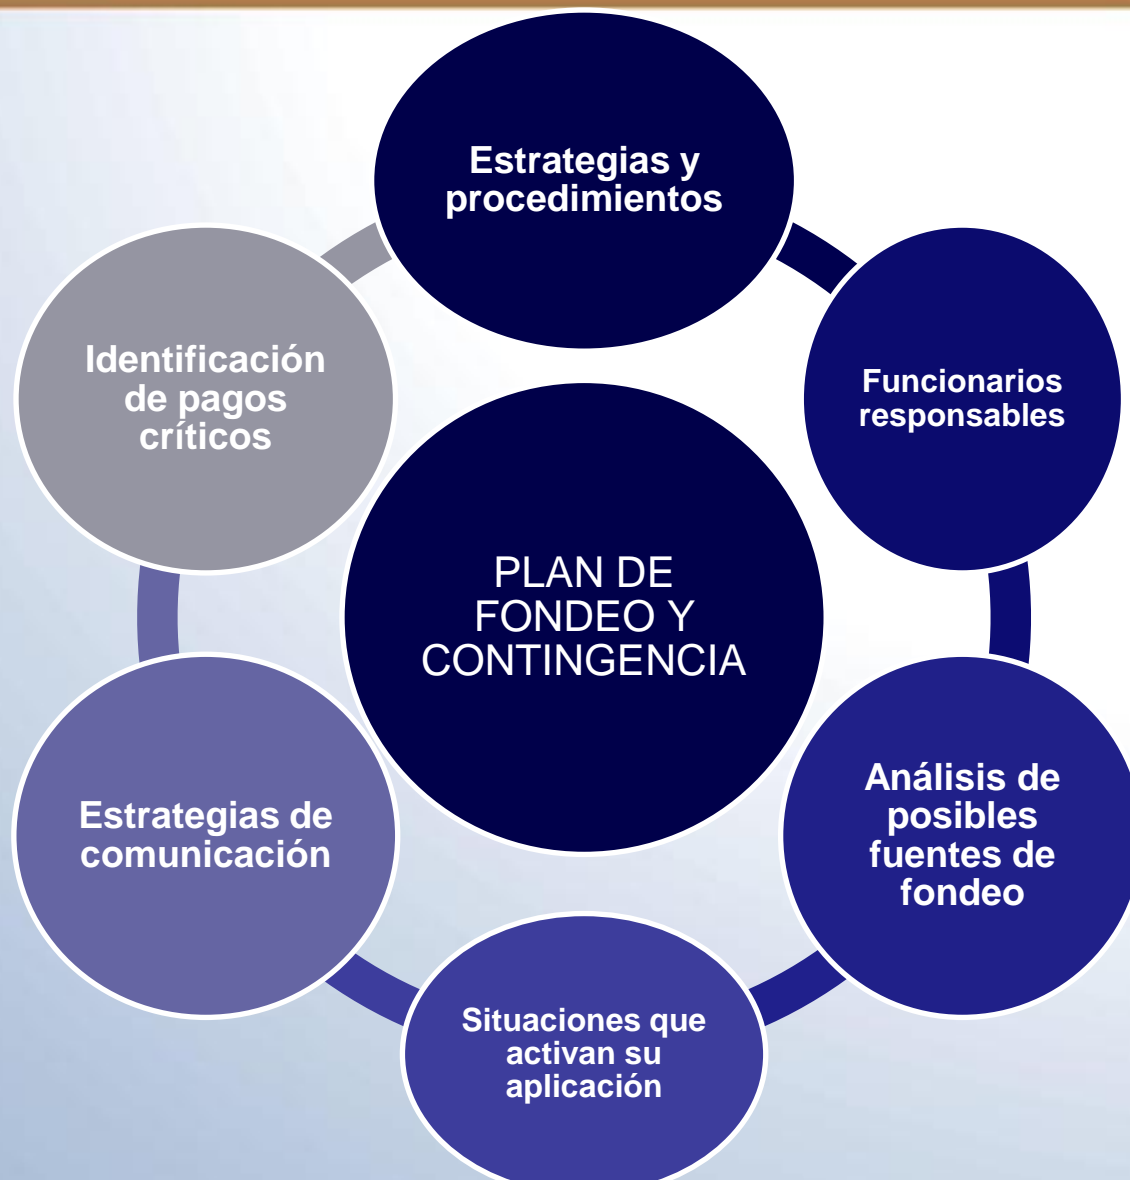 Estrategias y
procedimientos
Funcionarios
responsables
Análisis de
posibles
fuentes de
fondeo
Situaciones que
activan su
aplicación
Estrategias de
comunicación
Identificación
de pagos
críticos
PLAN DE
FONDEO Y
CONTINGENCIA